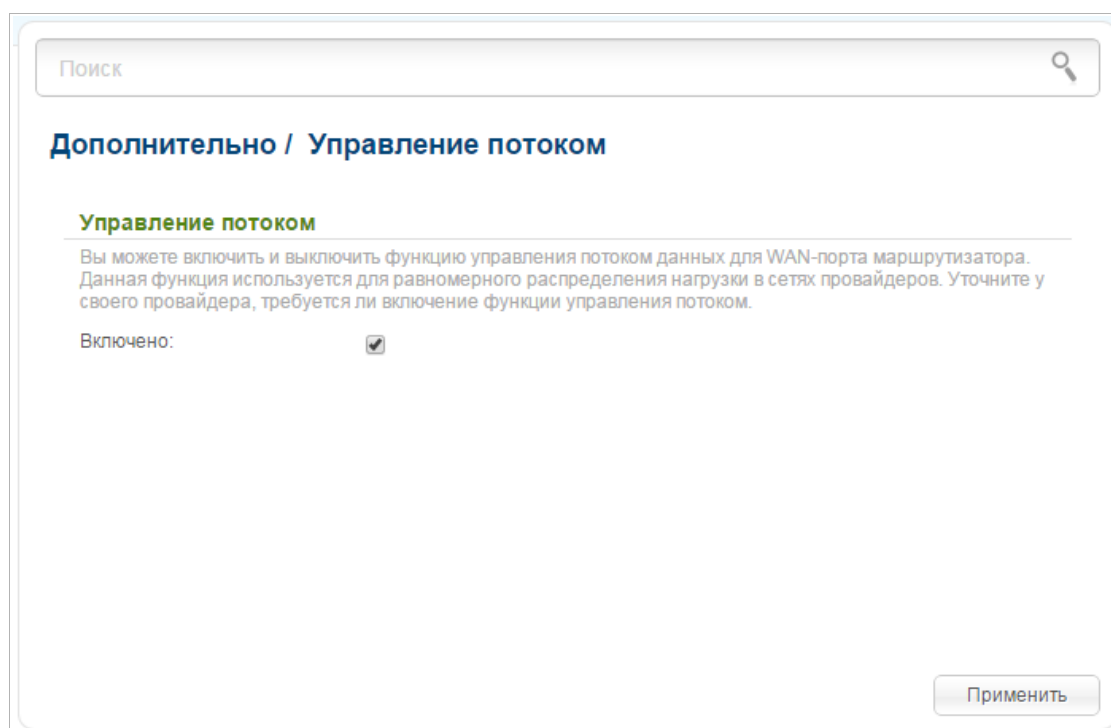 Поиск
Дополнительно / Управление потоком
Управление потоком
Вы можете включить и выключить функцию управления потоком данных для WAN-порта маршрутизатора.
Данная функция используется для равномерного распределения нагрузки в сетях провайдеров. Уточните у
своего провайдера, требуется ли включение функции управления потоком.
Включено:
Применить